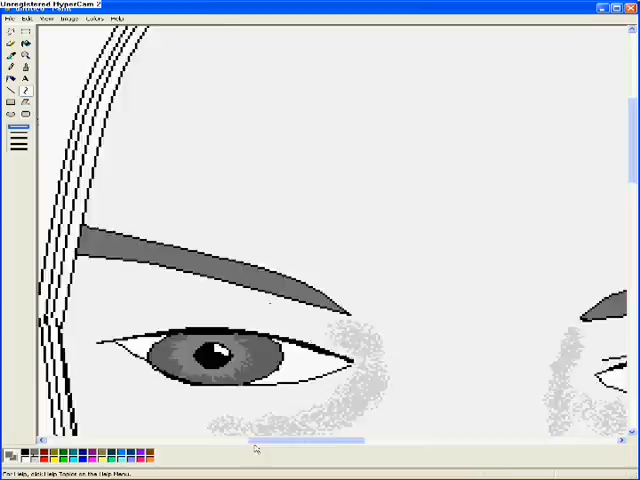 Unregistered HyperCam 2
File Edit View Image Colors Help
A
For Help, click Help Topics on the Help Menu.